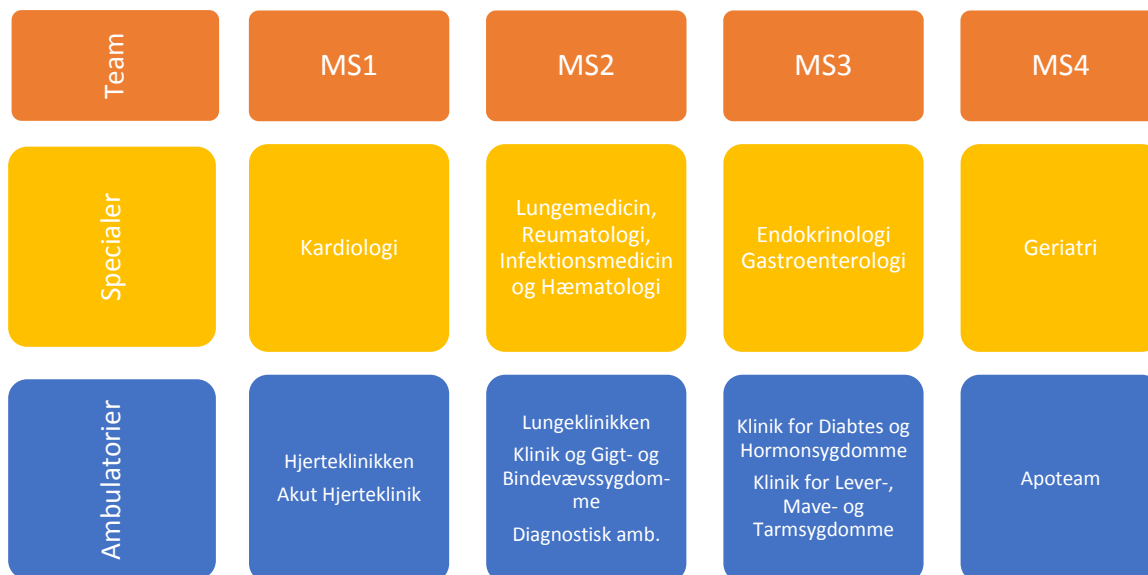 Team
MS1
MS2
MS3
MS4
Specialer
Kardiologi
Lungemedicin,
Reumatologi,
Infektionsmedicin
og Hæmatologi
Endokrinologi
Gastroenterologi
Geriatri
Ambulatorier
Hjerteklinikken
Akut Hjerteklinik
Lungeklinikken
Klinik og Gigt- og
Bindevævssygdom-
me
Diagnostisk amb.
Klinik for Diabtes og
Hormonsygdomme
Klinik for Lever-,
Mave- og
Tarmsygdomme
Apoteam